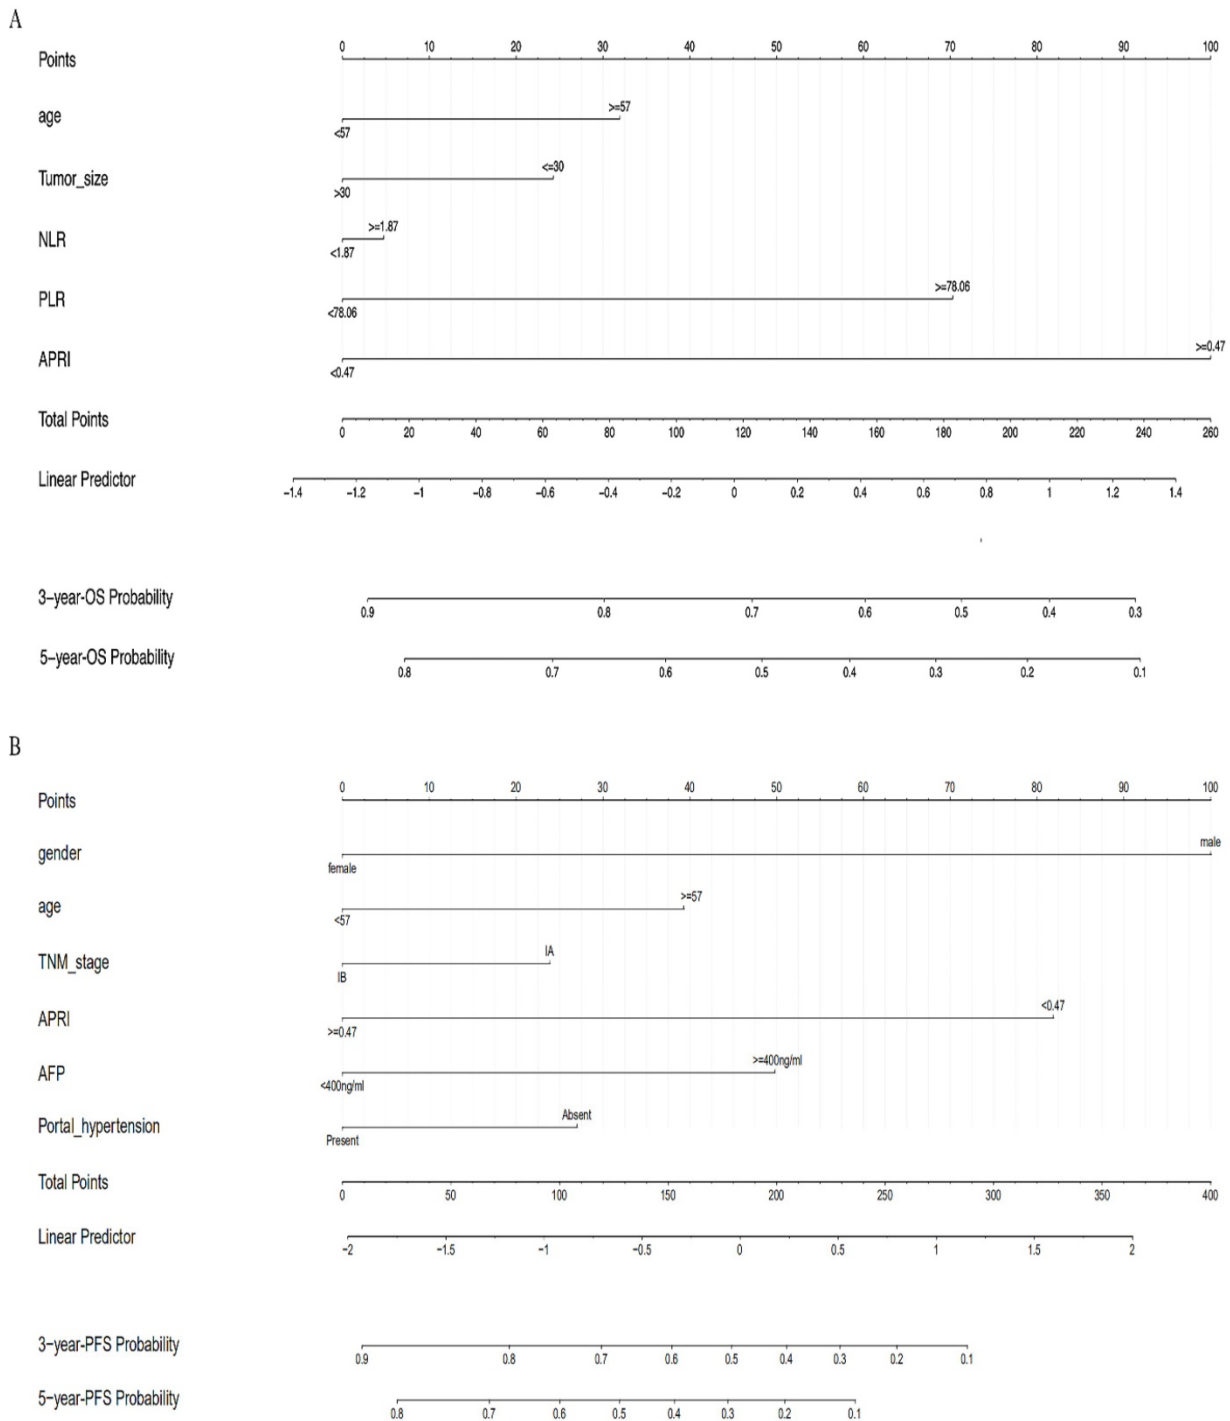 A
Points
0 10 20 30 40 50 60 70 80 90 100
age
>=57
<57
Tumor_size
<=30
>30
NLR
>=1.87
<1.87
PLR
>=78.06
<78.06
APRI
>=0.47
<0.47
Total Points
0 20 40 60 80 100 120 140 160 180 200 220 240 260
Linear Predictor
−1.4 −1.2 −1 −0.8 −0.6 −0.4 −0.2 0 0.2 0.4 0.6 0.8 1 1.2 1.4
3−year-OS Probability
0.9 0.8 0.7 0.6 0.5 0.4 0.3
5−year-OS Probability
0.8 0.7 0.6 0.5 0.4 0.3 0.2 0.1
B
Points
0 10 20 30 40 50 60 70 80 90 100
gender
male
female
age
>=57
<57
TNM_stage
IA
IB
APRI
<0.47
>=0.47
AFP
>=400ng/ml
<400ng/ml
Portal_hypertension
Absent
Present
Total Points
0 50 100 150 200 250 300 350 400
Linear Predictor
−2 −1.5 −1 −0.5 0 0.5 1 1.5 2
3−year-PFS Probability
0.9 0.8 0.7 0.6 0.5 0.4 0.3 0.2 0.1
5−year-PFS Probability
0.8 0.7 0.6 0.5 0.4 0.3 0.2 0.1